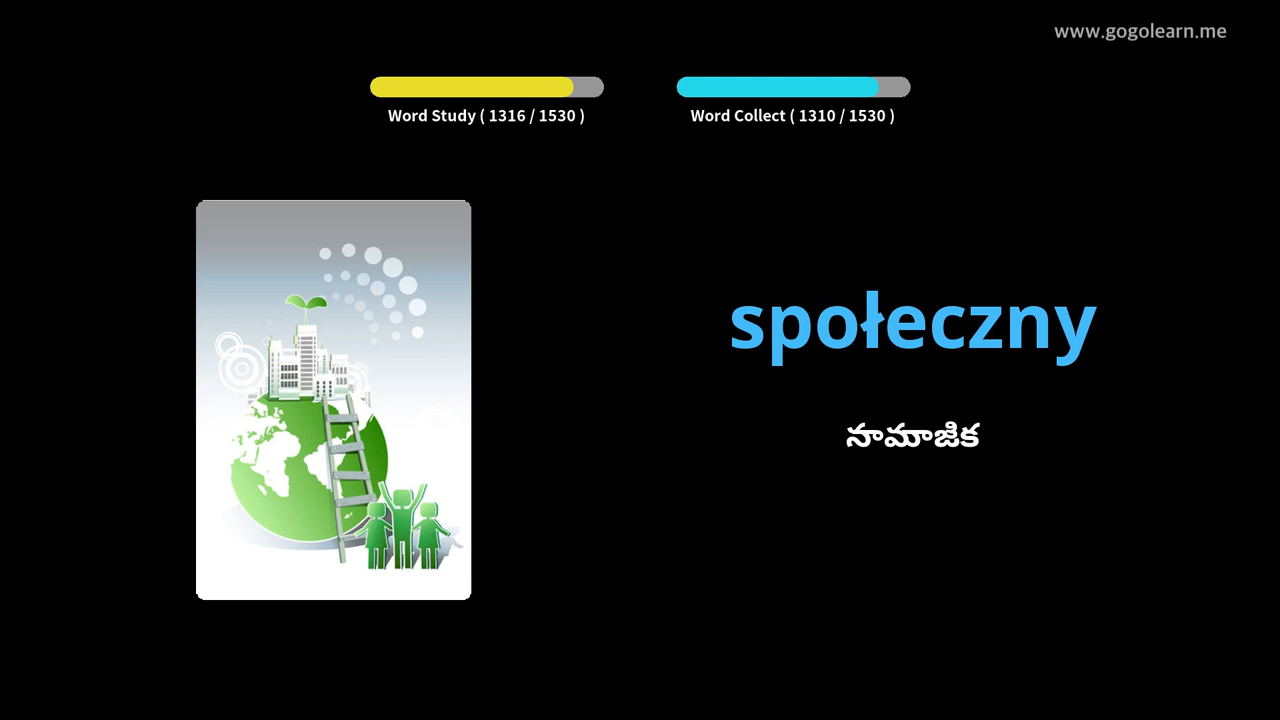 www.gogolearn.me
Word Study ( 1316 / 1530 )
Word Collect ( 1310 / 1530 )
społeczny
సామాజిక